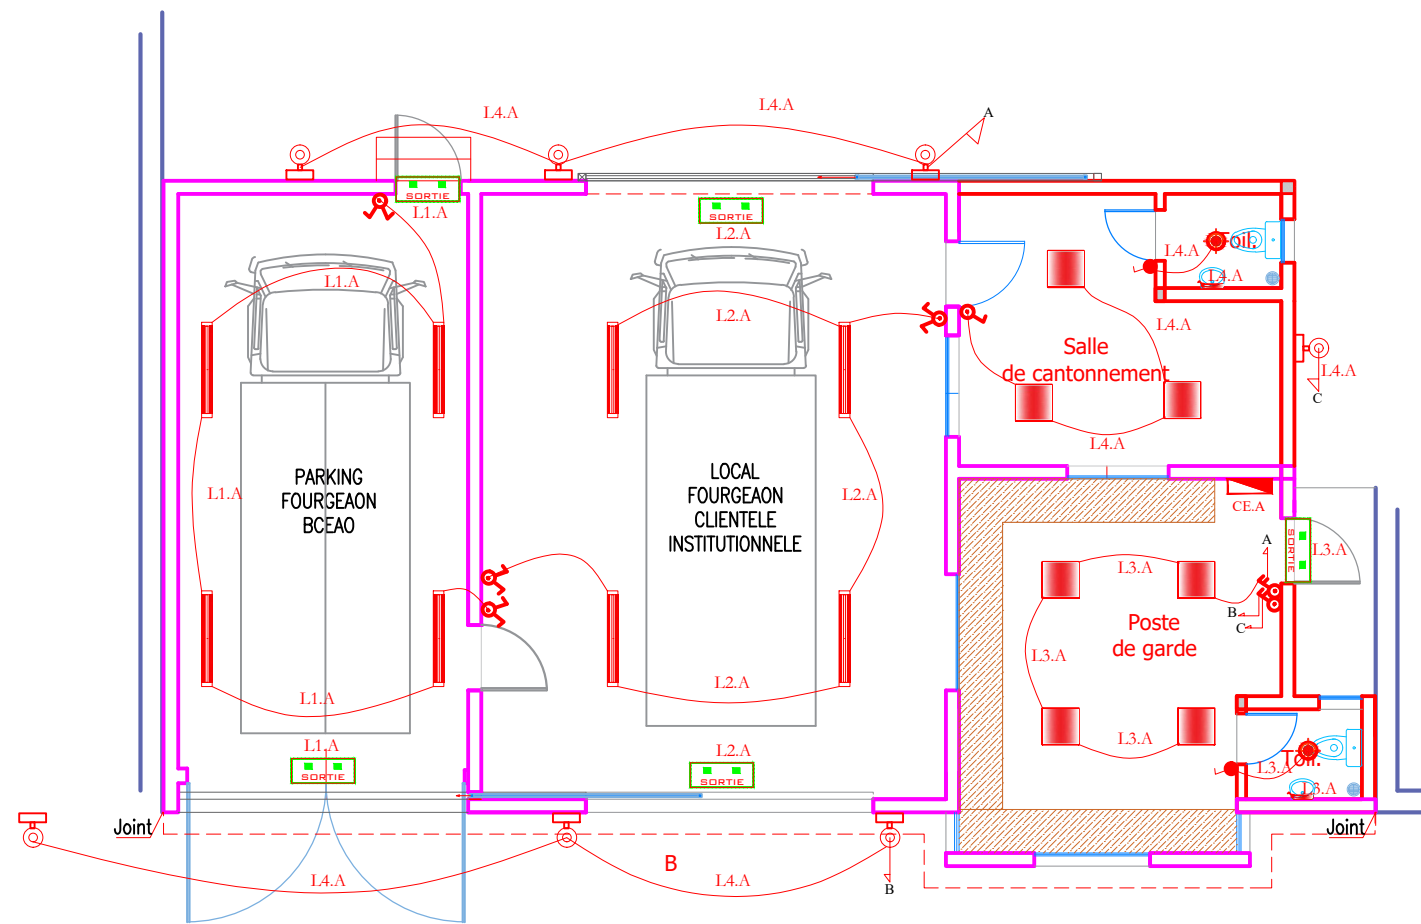 L4.A
L4.A
A
SORTIE
L1.A
SORTIE
L2.A
Toil.
L4.A
L4.A
L1.A
L2.A
L4.A
Salle
de cantonnement
L4.A
C
L4.A
PARKING
FOURGEAON
BCEAO
L1.A
LOCAL
FOURGEAON
CLIENTELE
INSTITUTIONNELE
L2.A
CE.A
A
SORTIE
L3.A
L3.A
B
C
Poste
de garde
L3.A
L1.A
L2.A
L3.A
L1.A
SORTIE
L2.A
SORTIE
Toil.
L3.A
L3.A
Joint
Joint
B
L4.A
L4.A
B